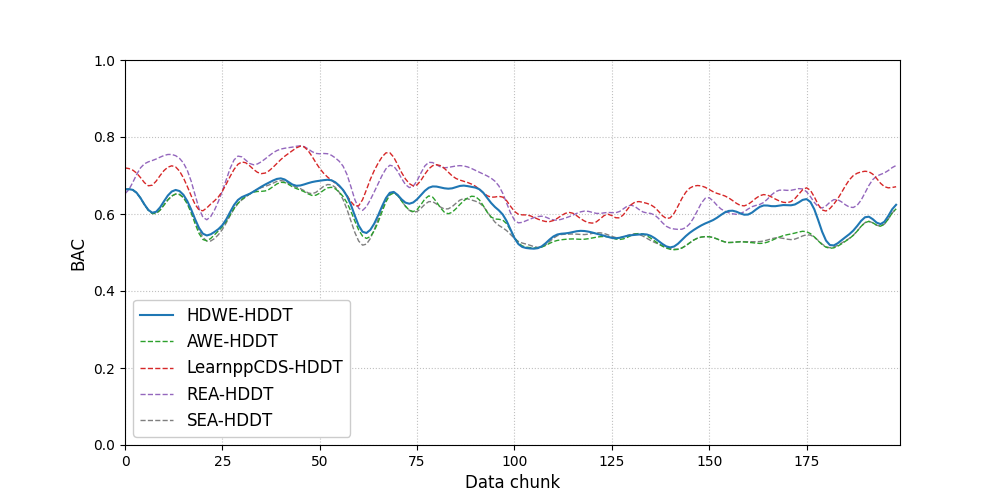 1.0
0.8
0.6
0.4
0.2
0.0
BAC
HDWE-HDDT
AWE-HDDT
LearnppCDS-HDDT
REA-HDDT
SEA-HDDT
0 25 50 75 100 125 150 175
Data chunk